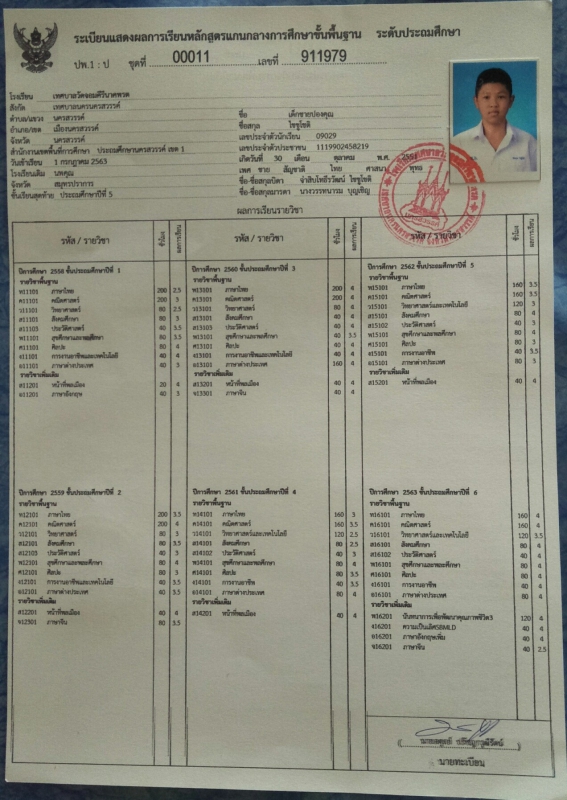 ระเบียนแสดงผลการเรียนหลักสูตรแกนกลางการศึกษาขั้นพื้นฐาน ระดับประถมศึกษา
ปพ.1 : ป ชุดที่ 00011 เลขที่ 911979
โรงเรียน เทศบาลวัดจอมคีรีนาคพรต
สังกัด เทศบาลนครนครสวรรค์
ตำบล/แขวง นครสวรรค์
อำเภอ/เขต เมืองนครสวรรค์
จังหวัด นครสวรรค์
สำนักงานเขตพื้นที่การศึกษา ประถมศึกษานครสวรรค์ เขต 1
วันเข้าเรียน 1 กรกฎาคม 2563
โรงเรียนเดิม
จังหวัด สมุทรปราการ
ชั้นเรียนสุดท้าย ประถมศึกษาปีที่ 5
ชื่อ เด็กชายปองคุณ
ชื่อสกุล โชชูโชติ
เลขประจำตัวนักเรียน 09029
เลขประจำตัวประชาชน 1119902458219
เกิดวันที่ 30 เดือน ตุลาคม พ.ศ. 2551
เพศ ชาย สัญชาติ ไทย ศาสนา พุทธ
ชื่อ-ชื่อสกุลบิดา
ชื่อ-ชื่อสกุลมารดา บุญเชิญ
ผลการเรียนรายวิชา
รหัส / รายวิชา ชั่วโมง ผลการเรียน รหัส / รายวิชา ชั่วโมง ผลการเรียน รหัส / รายวิชา ชั่วโมง ผลการเรียน
ปีการศึกษา 2558 ชั้นประถมศึกษาปีที่ 1
รายวิชาพื้นฐาน
ท11101 ภาษาไทย 200 2.5
ค11101 คณิตศาสตร์ 200 3
ว11101 วิทยาศาสตร์ 80 2.5
ส11101 สังคมศึกษา 80 3
ส11103 ประวัติศาสตร์ 40 3.5
พ11101 สุขศึกษาและพลศึกษา 80 3.5
ศ11101 ศิลปะ 80 4
ง11101 การงานอาชีพและเทคโนโลยี 40 4
อ11101 ภาษาต่างประเทศ 40 3
รายวิชาเพิ่มเติม
ส11201 หน้าที่พลเมือง 20 4
อ11201 ภาษาอังกฤษ 40 3
ปีการศึกษา 2560 ชั้นประถมศึกษาปีที่ 3
รายวิชาพื้นฐาน
ท13101 ภาษาไทย 200 4
ค13101 คณิตศาสตร์ 200 4
ว13101 วิทยาศาสตร์ 80 4
ส13101 สังคมศึกษา 80 4
ส13103 ประวัติศาสตร์ 40 4
พ13101 สุขศึกษาและพลศึกษา 40 3.5
ศ13101 ศิลปะ 40 4
ง13101 การงานอาชีพและเทคโนโลยี 40 4
อ13101 ภาษาต่างประเทศ 160 4
รายวิชาเพิ่มเติม
ส13201 หน้าที่พลเมือง 40 4
จ13301 ภาษาจีน 40 4
ปีการศึกษา 2562 ชั้นประถมศึกษาปีที่ 5
รายวิชาพื้นฐาน
ท15101 ภาษาไทย 160 3.5
ค15101 คณิตศาสตร์ 160 3.5
ว15101 วิทยาศาสตร์และเทคโนโลยี 120 3
ส15101 สังคมศึกษา 80 4
ส15102 ประวัติศาสตร์ 40 3
พ15101 สุขศึกษาและพลศึกษา 80 4
ศ15101 ศิลปะ 80 3
ง15101 การงานอาชีพ 40 3.5
อ15101 ภาษาต่างประเทศ 80 3
รายวิชาเพิ่มเติม
ส15201 หน้าที่พลเมือง 40 4
ปีการศึกษา 2559 ชั้นประถมศึกษาปีที่ 2
รายวิชาพื้นฐาน
ท12101 ภาษาไทย 200 3.5
ค12101 คณิตศาสตร์ 200 4
ว12101 วิทยาศาสตร์ 80 3
ส12101 สังคมศึกษา 80 3.5
ส12103 ประวัติศาสตร์ 40 3
พ12101 สุขศึกษาและพลศึกษา 80 4
ศ12101 ศิลปะ 80 3
ง12101 การงานอาชีพและเทคโนโลยี 40 3.5
อ12101 ภาษาต่างประเทศ 60 3.5
รายวิชาเพิ่มเติม
ส12201 หน้าที่พลเมือง 40 4
จ12301 ภาษาจีน 80 3.5
ปีการศึกษา 2561 ชั้นประถมศึกษาปีที่ 4
รายวิชาพื้นฐาน
ท14101 ภาษาไทย 160 3
ค14101 คณิตศาสตร์ 160 3.5
ว14101 วิทยาศาสตร์และเทคโนโลยี 120 2.5
ส14101 สังคมศึกษา 80 2.5
ส14102 ประวัติศาสตร์ 40 3
พ14101 สุขศึกษาและพลศึกษา 80 4
ศ14101 ศิลปะ 80 3.5
ง14101 การงานอาชีพ 40 3.5
อ14101 ภาษาต่างประเทศ 80 4
รายวิชาเพิ่มเติม
ส14201 หน้าที่พลเมือง 40 4
ปีการศึกษา 2563 ชั้นประถมศึกษาปีที่ 6
รายวิชาพื้นฐาน
ท16101 ภาษาไทย 160 4
ค16101 คณิตศาสตร์ 160 4
ว16101 วิทยาศาสตร์และเทคโนโลยี 120 3.5
ส16101 สังคมศึกษา 80 4
ส16102 ประวัติศาสตร์ 40 4
พ16101 สุขศึกษาและพลศึกษา 80 4
ศ16101 ศิลปะ 80 4
ง16101 การงานอาชีพ 40 4
อ16101 ภาษาต่างประเทศ 80 4
รายวิชาเพิ่มเติม
พ16201 นันทนาการเพื่อพัฒนาคุณภาพชีวิต3 120 4
ความเป็นเลิศSBMLD 40 4
อ16201 ภาษาอังกฤษเพิ่ม 40 4
จ16201 ภาษาจีน 40 2.5
นายทะเบียน